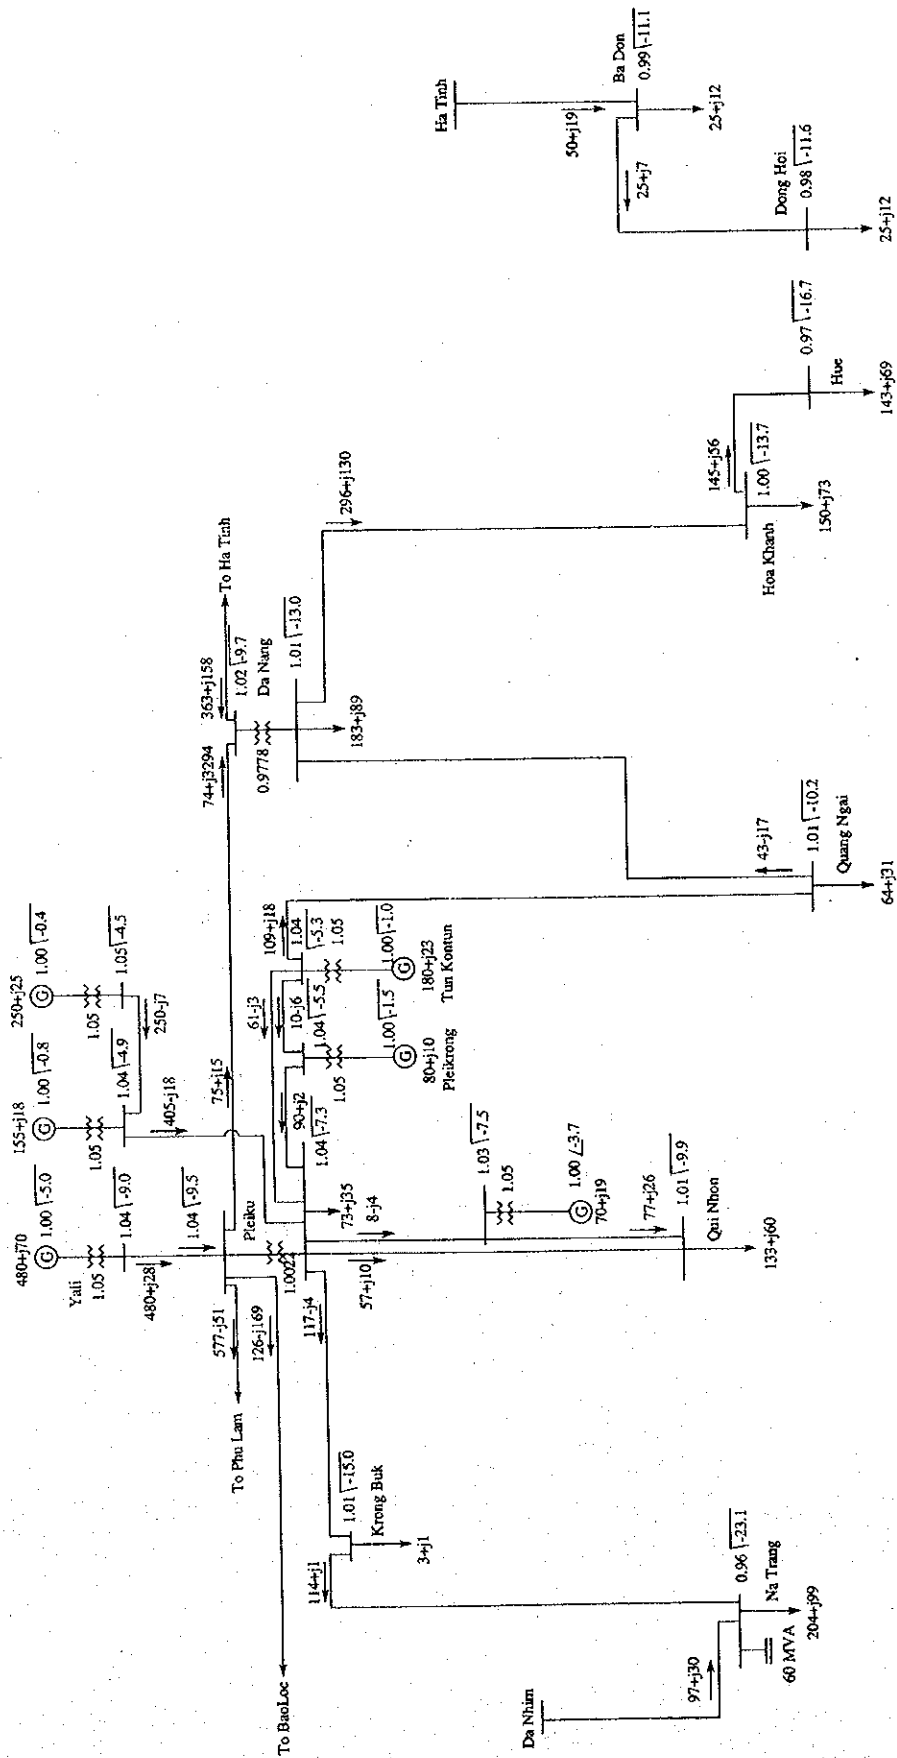 480+j70
G
1.00 /-5.0
Yali
1.05
1.04 /-9.0
480+j28
155+j18
G
1.00 /-0.8
1.05
1.04 /-4.9
405-j18
250+j25
G
1.00 /-0.4
1.05
1.05 /-4.5
250-j7
1.04 /-9.5
Pleiku
577-j51
To Phu Lam
126-j169
To BaoLoc
75+j15
74+j3294
363+j158
To Ha Tinh
1.02 /-9.7
Da Nang
0.9778
1.01 /-13.0
183+j89
296+j130
1.002
117-j4
57+j10
8-j4
73+j35
1.04 /-7.3
90+j2
61-j3
10-j6
1.04 /-5.5
1.05
1.00 /-1.5
G
80+j10
Pleikrong
109+j18
1.04
/-5.3
1.05
1.00 /-1.0
G
180+j23
Tun Kontun
1.03 /-7.5
1.05
G
1.00 /-3.7
70+j19
77+j26
1.01 /-9.9
Qui Nhon
133+j60
1.01 /-15.0
Krong Buk
3+j1
114+j1
0.96 /-23.1
Na Trang
204+j99
60 MVA
97+j30
Da Nhim
43-j17
1.01 /-10.2
Quang Ngai
64+j31
145+j56
1.00 /-13.7
Hoa Khanh
150+j73
0.97 /-16.7
Hue
143+j69
Ha Tinh
50+j19
Ba Don
0.99 /-11.1
25+j12
25+j7
Dong Hoi
0.98 /-11.6
25+j12